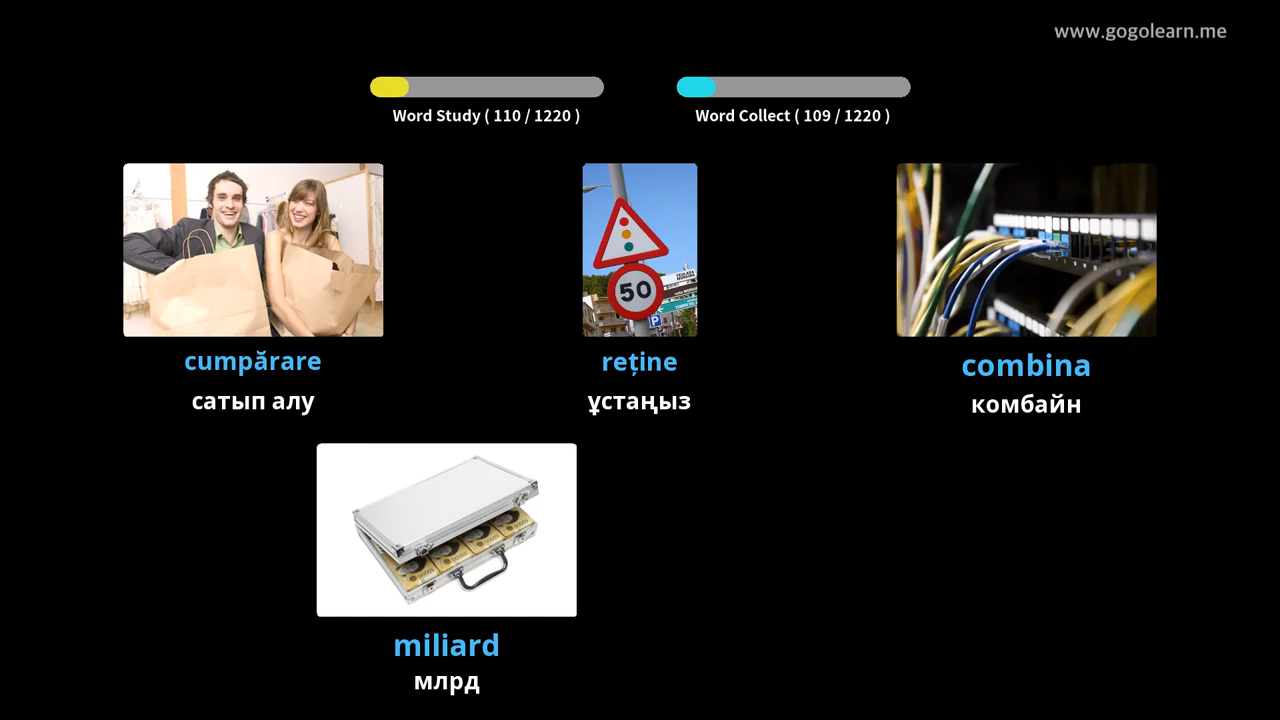 www.gogolearn.me
Word Study ( 110 / 1220 )
Word Collect ( 109 / 1220 )
50
P
cumpărare
reține
combina
сатып алу
ұстаңыз
комбайн
miliard
млрд